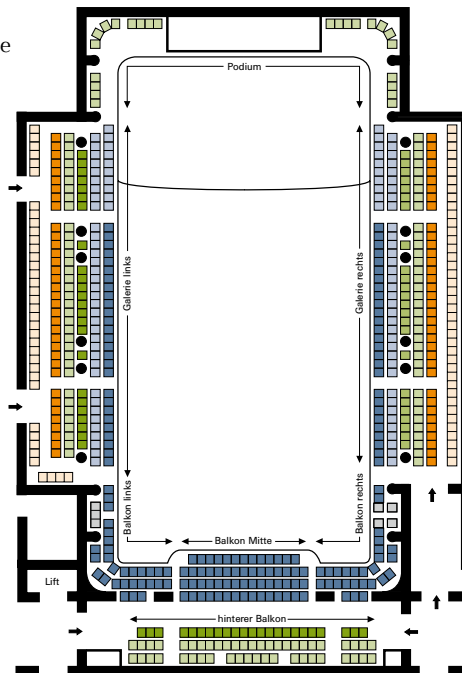 e
Podium
Galerie links
Galerie rechts
Balkon links
Balkon rechts
Balkon Mitte
Lift
hinterer Balkon